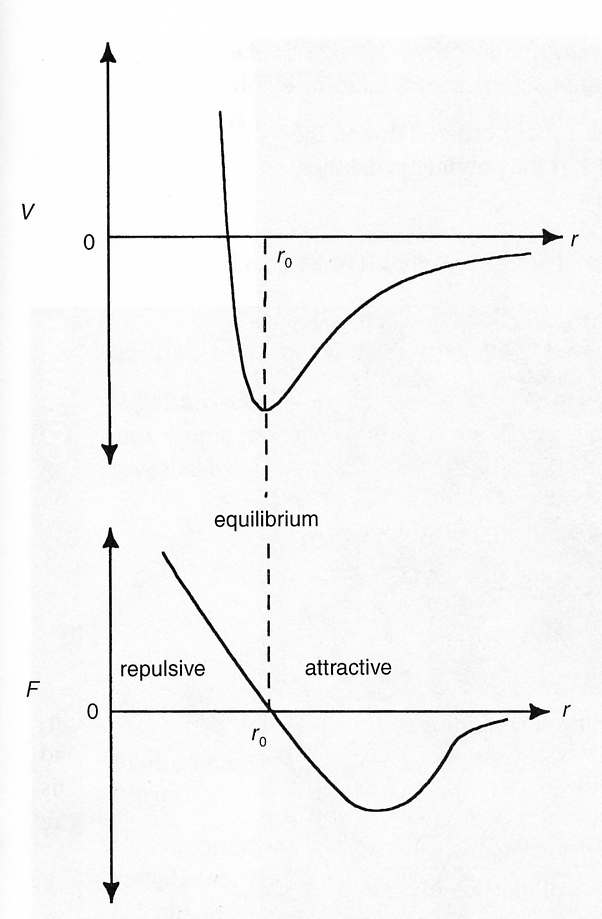 V
0
r
r₀
equilibrium
repulsive
attractive
F
0
r
r₀